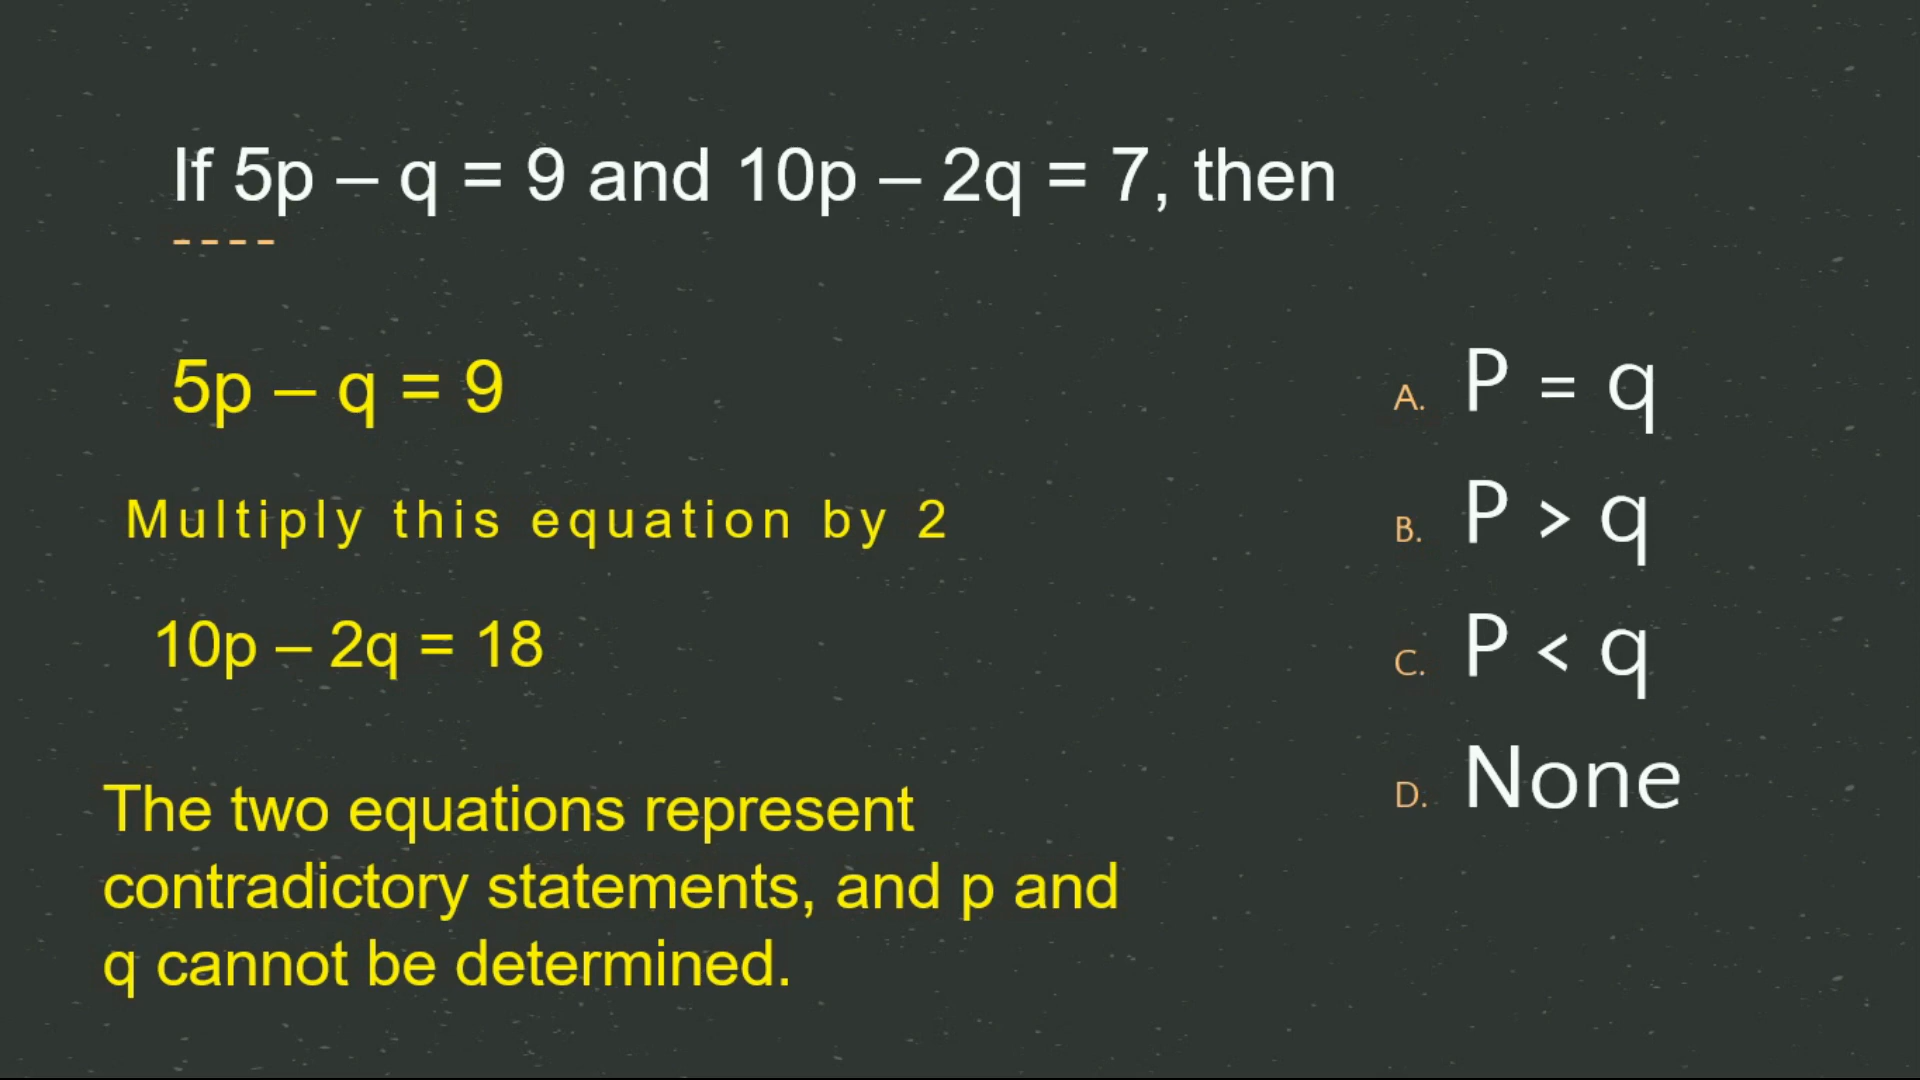 If 5p – q = 9 and 10p – 2q = 7, then
----
5p – q = 9
Multiply this equation by 2
10p – 2q = 18
The two equations represent
contradictory statements, and p and
q cannot be determined.
A. P = q
B. P > q
C. P < q
D. None